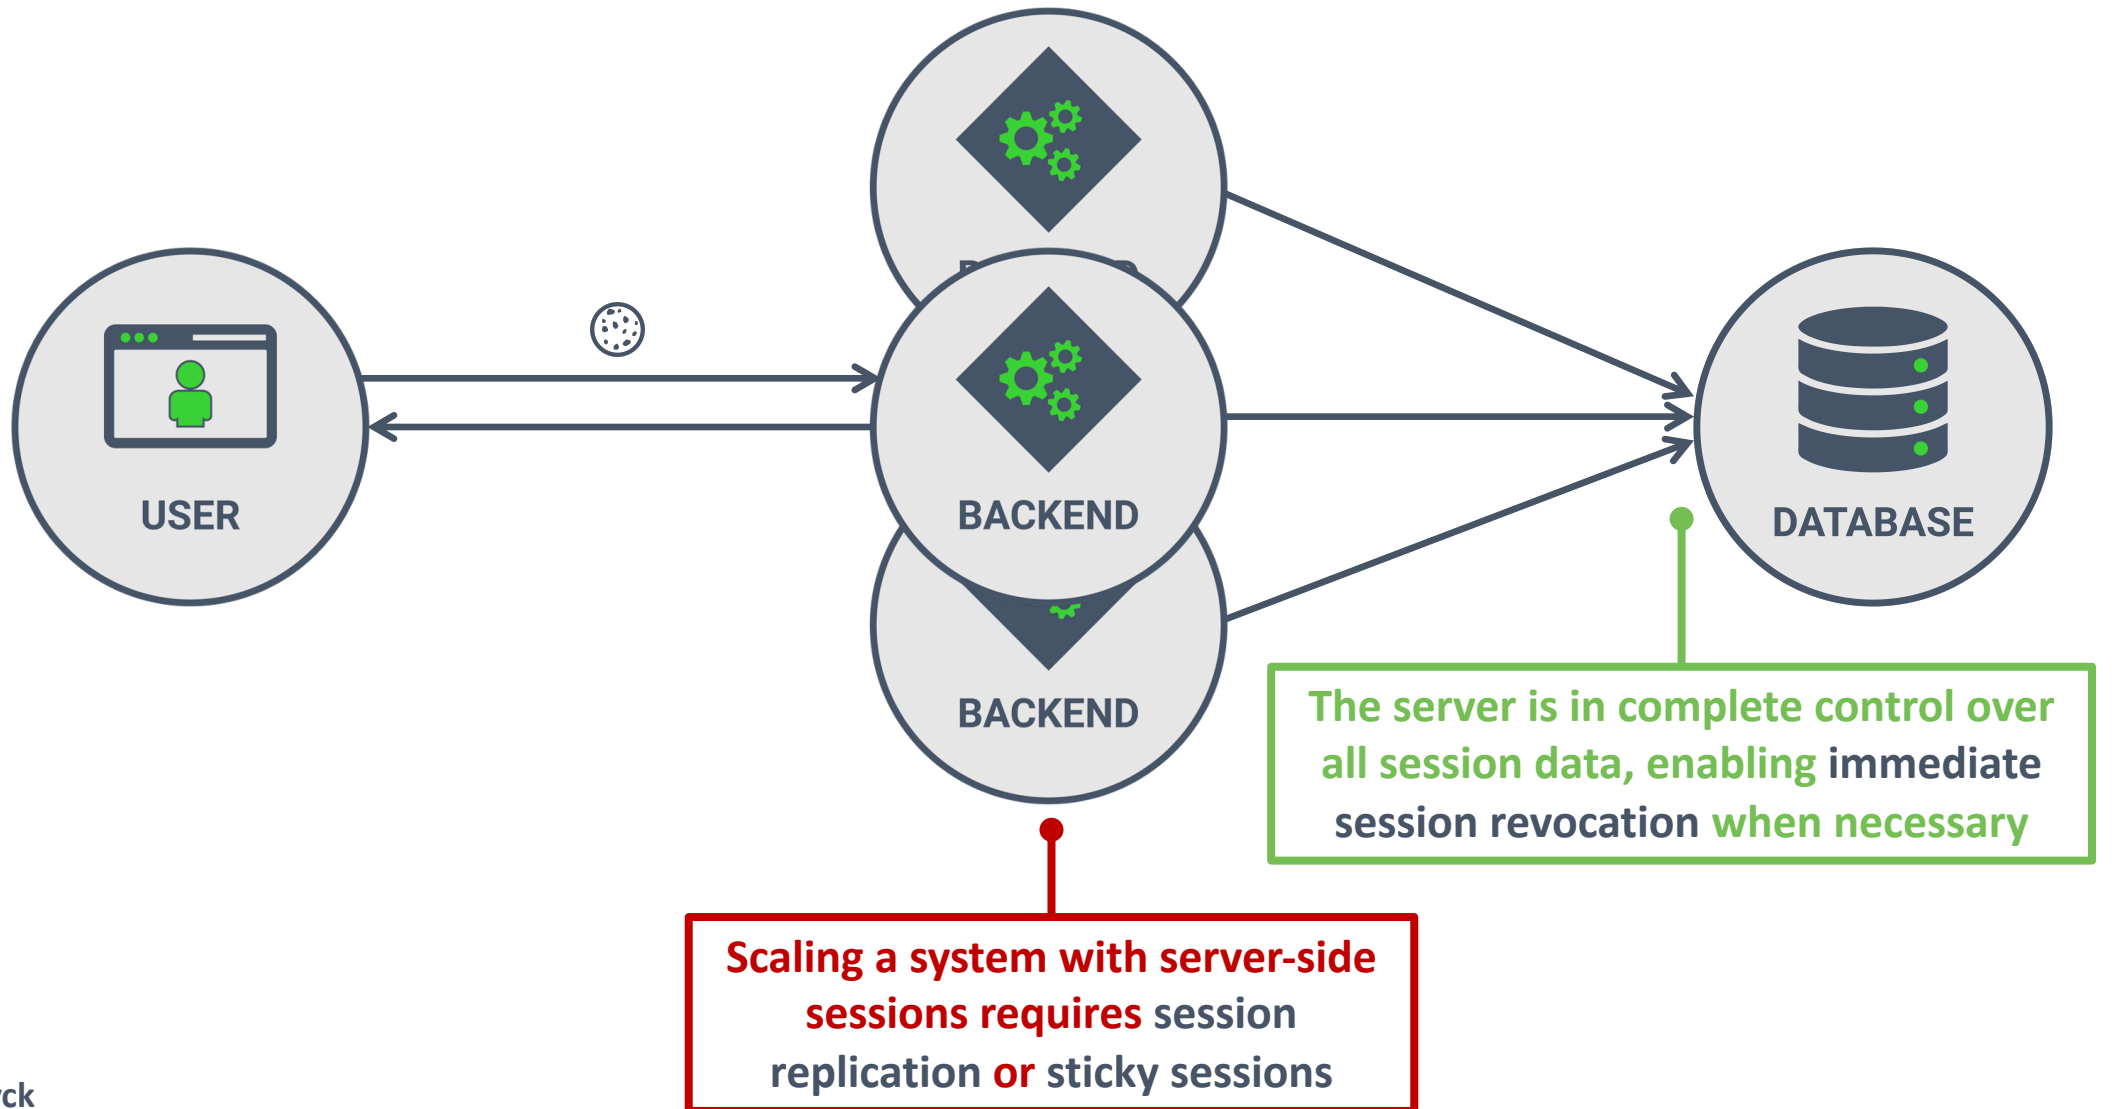 USER
BACKEND
BACKEND
DATABASE
The server is in complete control over
all session data, enabling immediate
session revocation when necessary
Scaling a system with server-side
sessions requires session
replication or sticky sessions